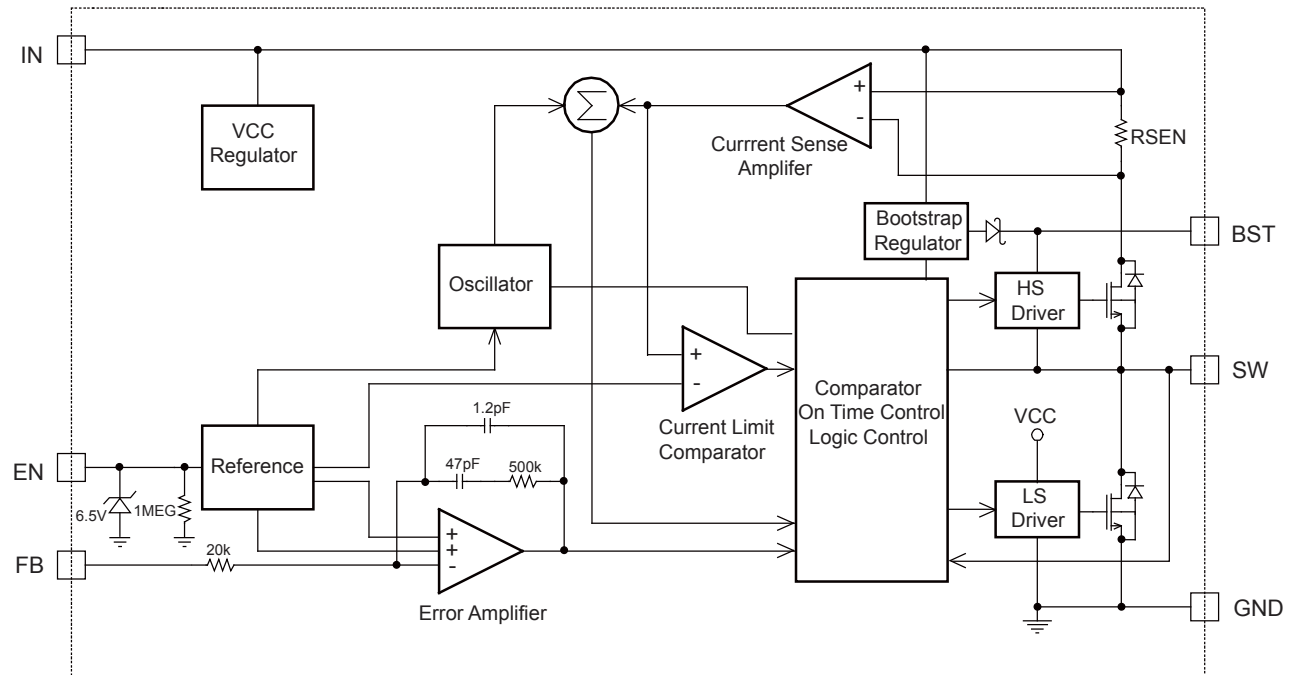 IN
VCC
Regulator
Σ
+
-
Currrent Sense
Amplifer
RSEN
Bootstrap
Regulator
BST
Oscillator
HS
Driver
+
-
Current Limit
Comparator
Comparator
On Time Control
Logic Control
SW
VCC
1.2pF
47pF
500k
EN
Reference
6.5V
1MEG
LS
Driver
FB
20k
+
+
-
Error Amplifier
GND